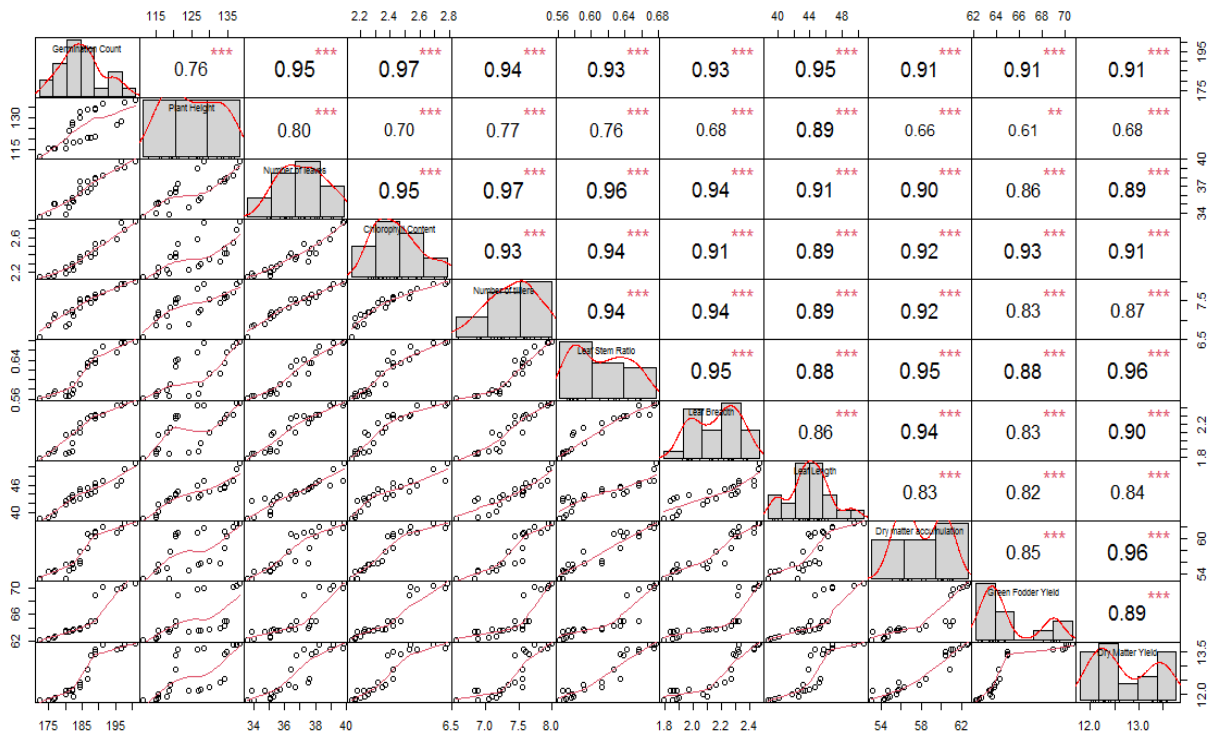 115 125 135 2.2 2.4 2.6 2.8 0.56 0.60 0.64 0.68 40 44 48 62 64 66 68 70
Germination Count *** 0.76 *** 0.95 *** 0.97 *** 0.94 *** 0.93 *** 0.93 *** 0.95 *** 0.91 *** 0.91 *** 0.91 175 185 195
115 130 Plant Height *** 0.80 *** 0.70 *** 0.77 *** 0.76 *** 0.68 *** 0.89 *** 0.66 ** 0.61 *** 0.68
Number of leaves *** 0.95 *** 0.97 *** 0.96 *** 0.94 *** 0.91 *** 0.90 *** 0.86 *** 0.89 34 37 40
2.2 2.6 Chlorophyll Content *** 0.93 *** 0.94 *** 0.91 *** 0.89 *** 0.92 *** 0.93 *** 0.91
Number of tillers *** 0.94 *** 0.94 *** 0.89 *** 0.92 *** 0.83 *** 0.87 6.5 7.5
0.56 0.64 Leaf Stem Ratio *** 0.95 *** 0.88 *** 0.95 *** 0.88 *** 0.96
Leaf Breadth *** 0.86 *** 0.94 *** 0.83 *** 0.90 1.8 2.2
40 46 Leaf Length *** 0.83 *** 0.82 *** 0.84
Dry matter accumulation *** 0.85 *** 0.96 54 60
62 66 70 Green Fodder Yield *** 0.89
Dry Matter Yield 12.0 13.5
175 185 195 34 36 38 40 6.5 7.0 7.5 8.0 1.8 2.0 2.2 2.4 54 58 62 12.0 13.0